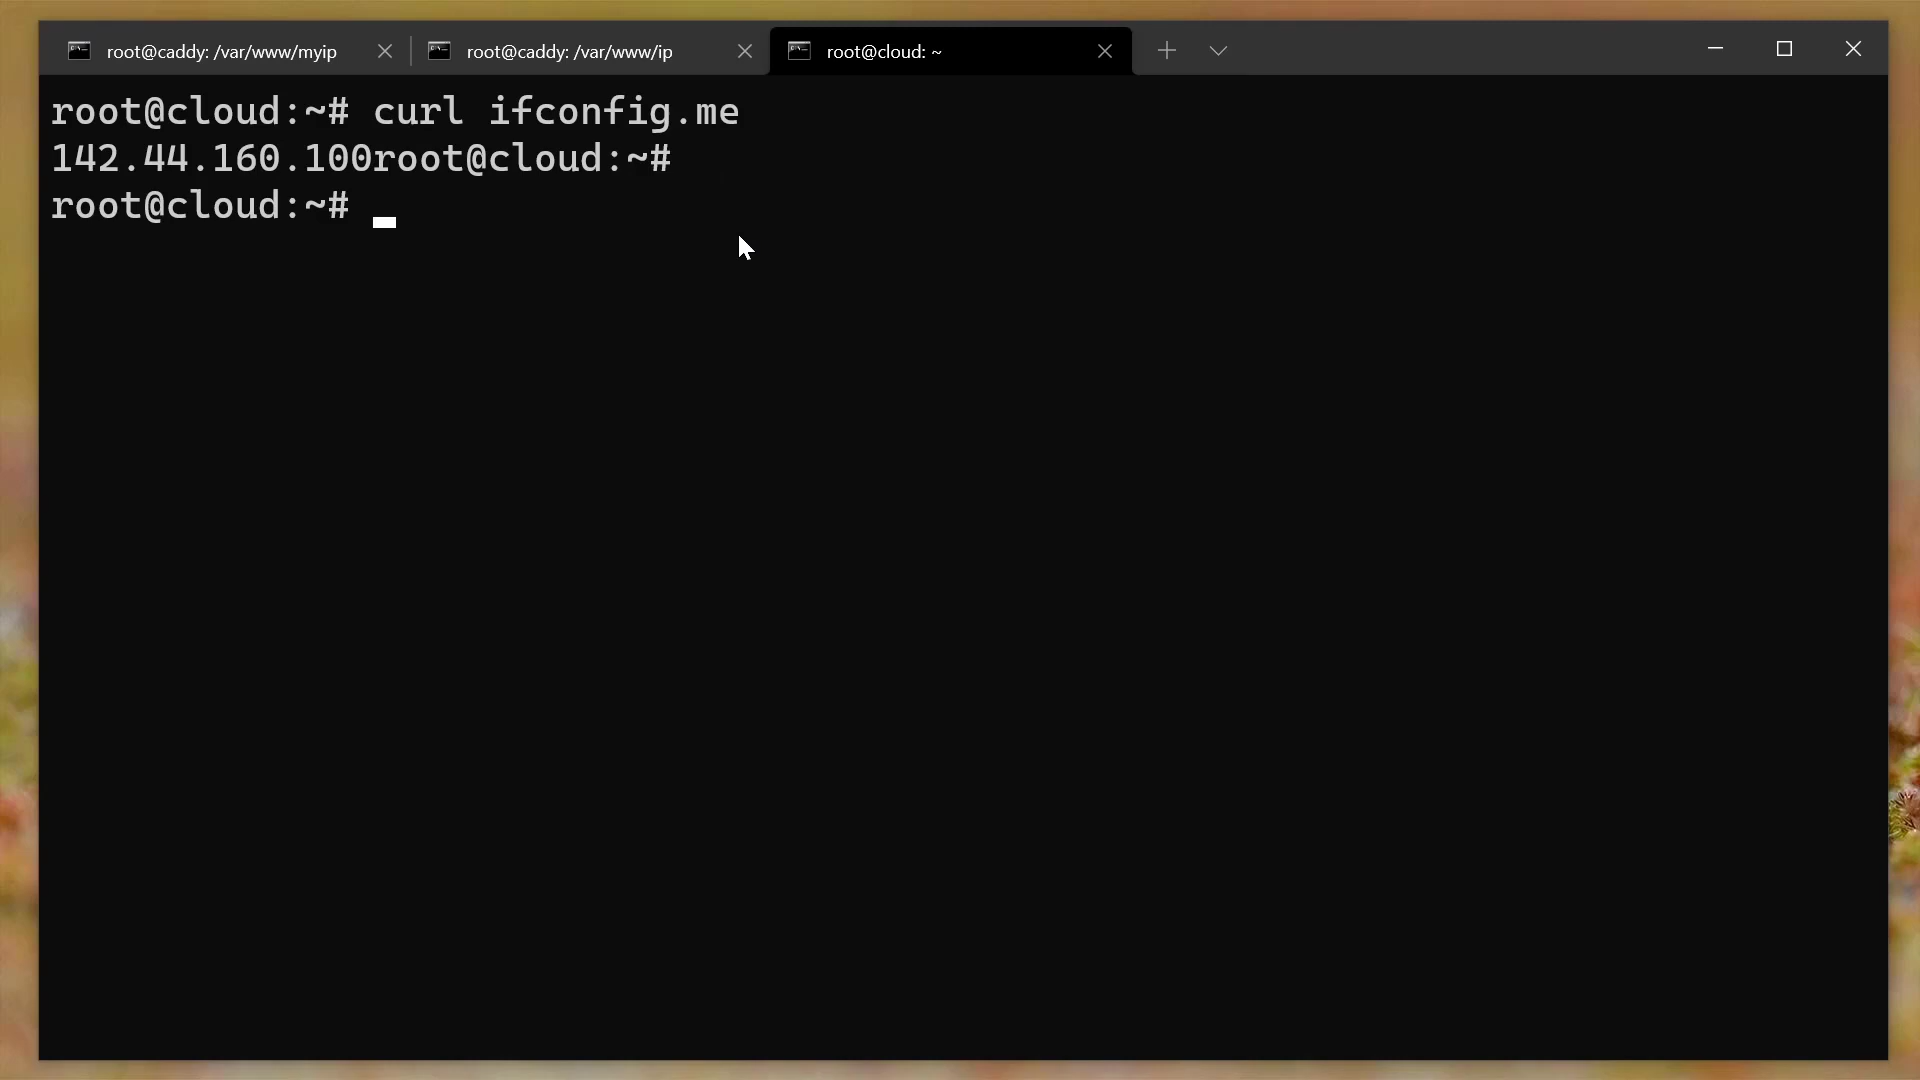 root@caddy: /var/www/myip
root@caddy: /var/www/ip
root@cloud: ~
root@cloud:~# curl ifconfig.me
142.44.160.100root@cloud:~#
root@cloud:~#